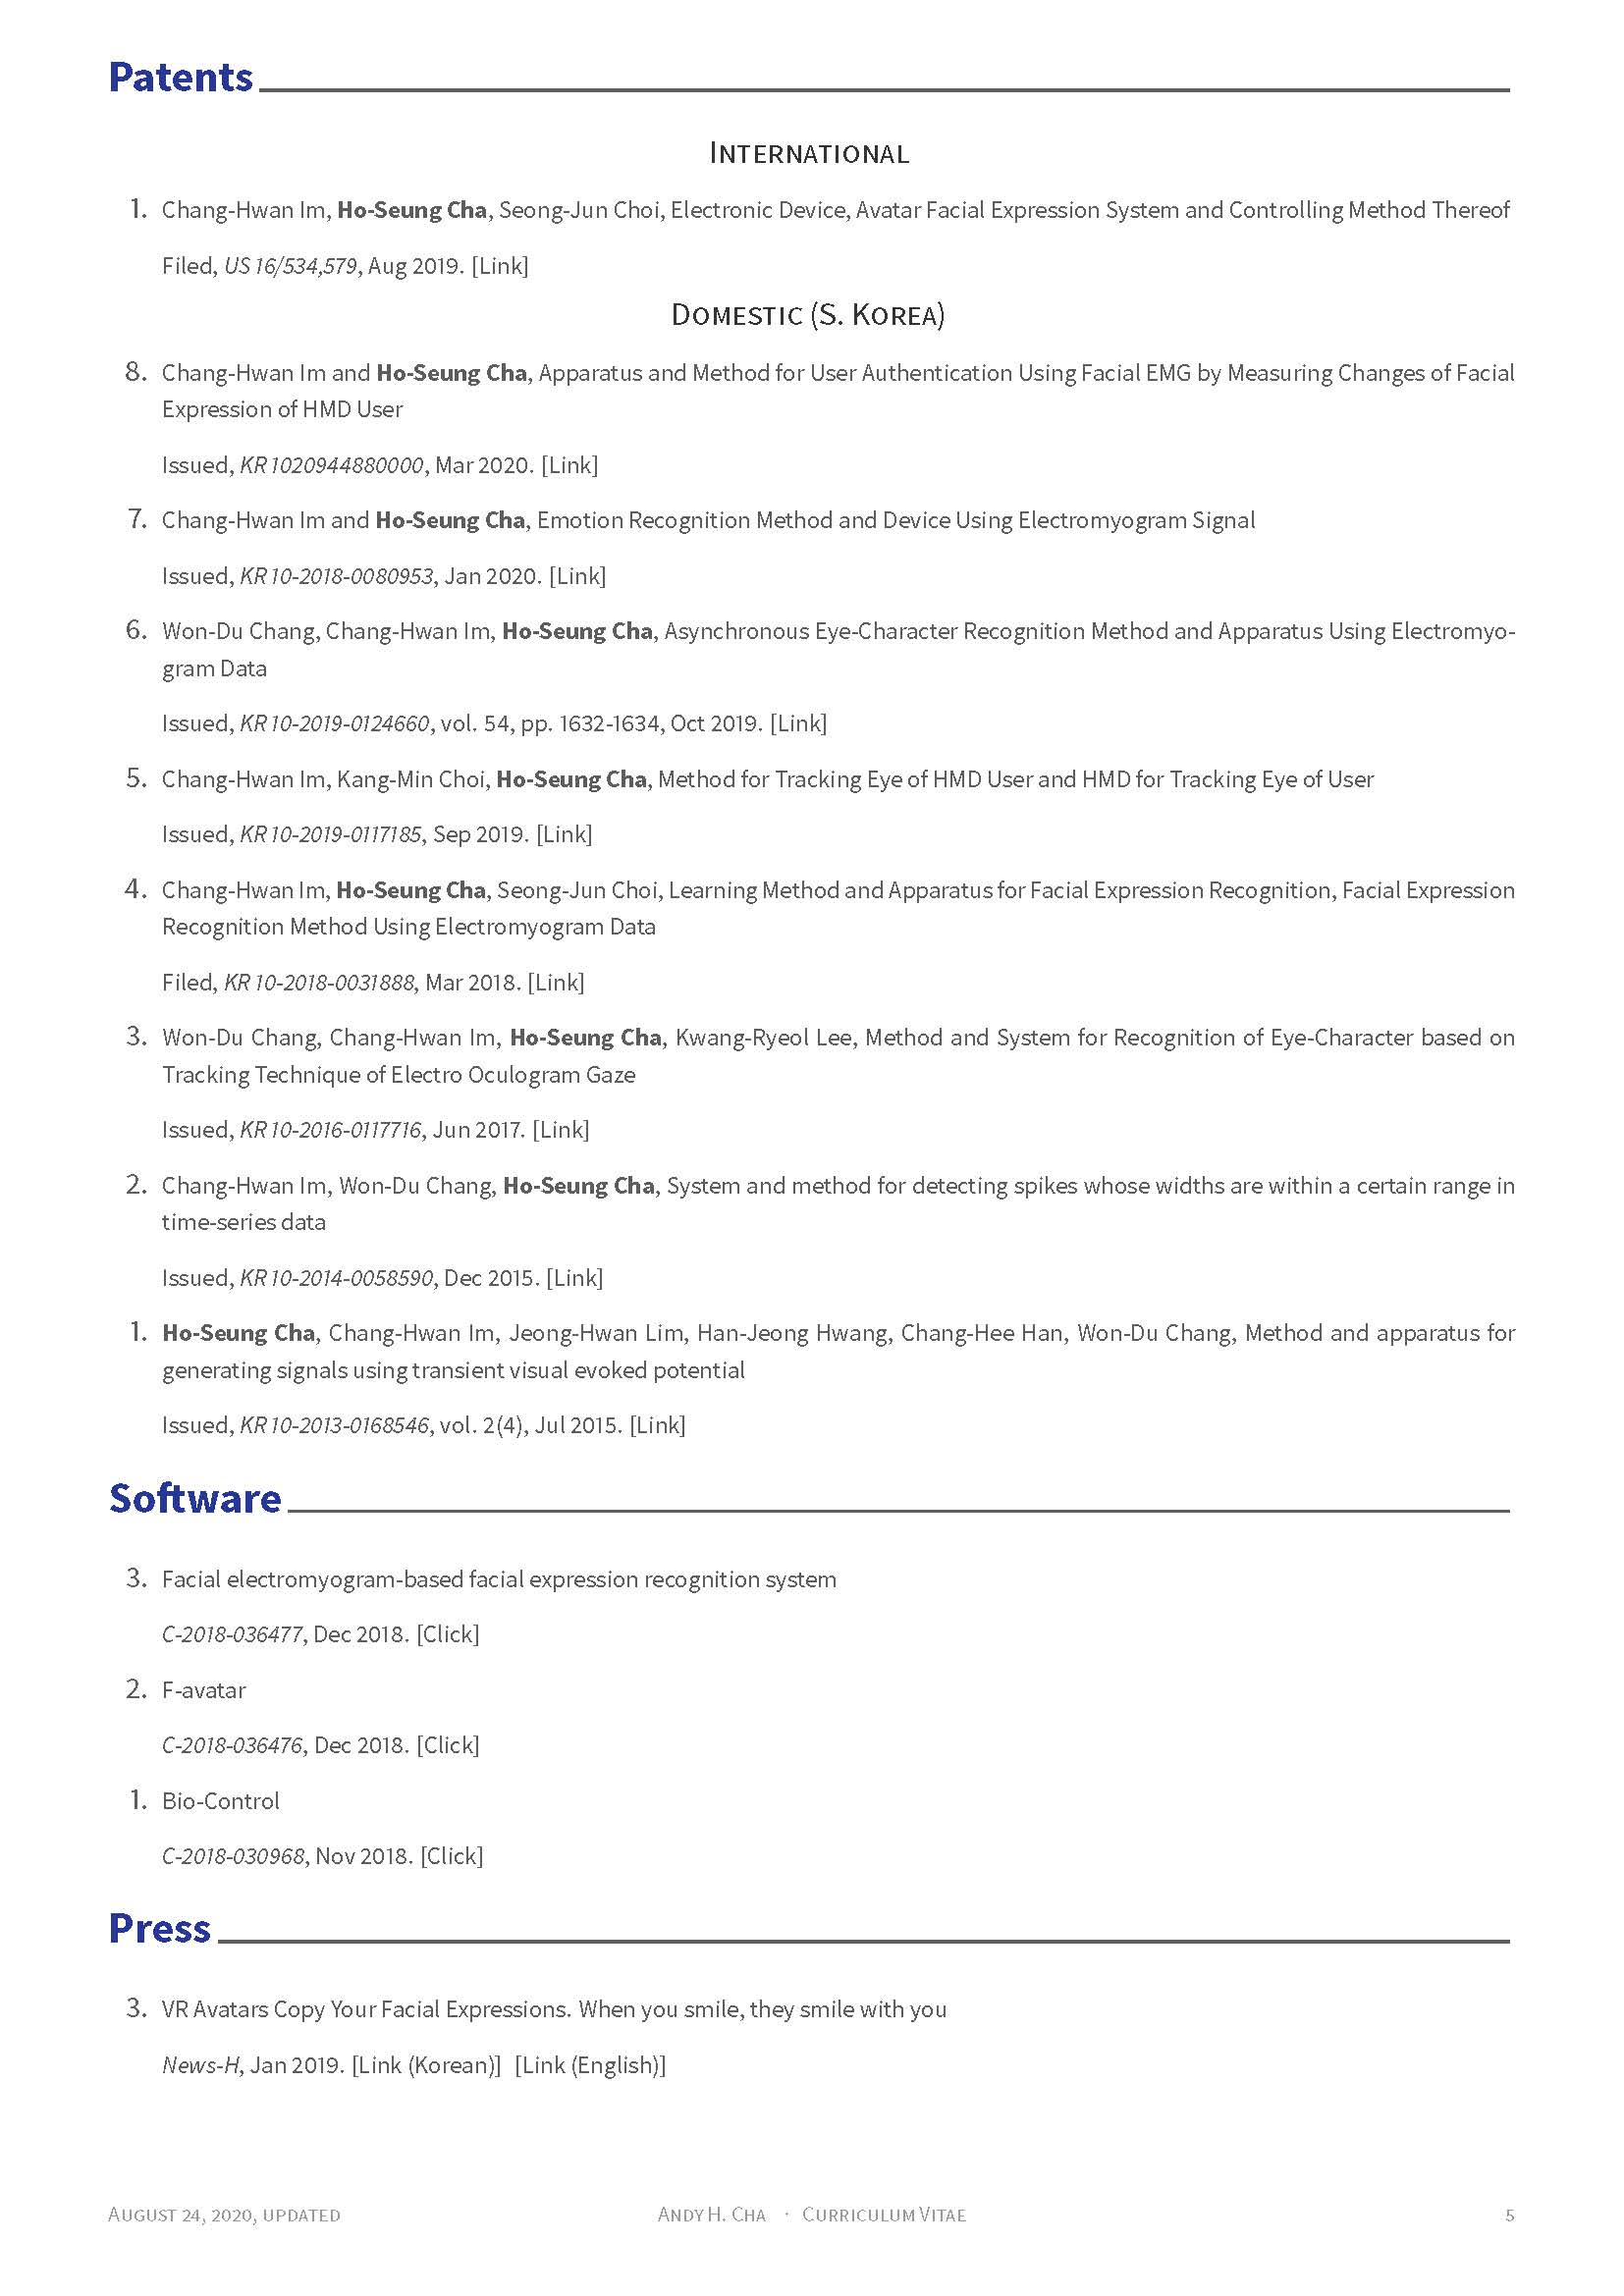 Patents
INTERNATIONAL
1. Chang-Hwan Im, Ho-Seung Cha, Seong-Jun Choi, Electronic Device, Avatar Facial Expression System and Controlling Method Thereof
Filed, US 16/534,579, Aug 2019. [Link]
DOMESTIC (S. KOREA)
8. Chang-Hwan Im and Ho-Seung Cha, Apparatus and Method for User Authentication Using Facial EMG by Measuring Changes of Facial
Expression of HMD User
Issued, KR 1020944880000, Mar 2020. [Link]
7. Chang-Hwan Im and Ho-Seung Cha, Emotion Recognition Method and Device Using Electromyogram Signal
Issued, KR 10-2018-0080953, Jan 2020. [Link]
6. Won-Du Chang, Chang-Hwan Im, Ho-Seung Cha, Asynchronous Eye-Character Recognition Method and Apparatus Using Electromyo-
gram Data
Issued, KR 10-2019-0124660, vol. 54, pp. 1632-1634, Oct 2019. [Link]
5. Chang-Hwan Im, Kang-Min Choi, Ho-Seung Cha, Method for Tracking Eye of HMD User and HMD for Tracking Eye of User
Issued, KR 10-2019-0117185, Sep 2019. [Link]
4. Chang-Hwan Im, Ho-Seung Cha, Seong-Jun Choi, Learning Method and Apparatus for Facial Expression Recognition, Facial Expression
Recognition Method Using Electromyogram Data
Filed, KR 10-2018-0031888, Mar 2018. [Link]
3. Won-Du Chang, Chang-Hwan Im, Ho-Seung Cha, Kwang-Ryeol Lee, Method and System for Recognition of Eye-Character based on
Tracking Technique of Electro Oculogram Gaze
Issued, KR 10-2016-0117716, Jun 2017. [Link]
2. Chang-Hwan Im, Won-Du Chang, Ho-Seung Cha, System and method for detecting spikes whose widths are within a certain range in
time-series data
Issued, KR 10-2014-0058590, Dec 2015. [Link]
1. Ho-Seung Cha, Chang-Hwan Im, Jeong-Hwan Lim, Han-Jeong Hwang, Chang-Hee Han, Won-Du Chang, Method and apparatus for
generating signals using transient visual evoked potential
Issued, KR 10-2013-0168546, vol. 2(4), Jul 2015. [Link]
Software
3. Facial electromyogram-based facial expression recognition system
C-2018-036477, Dec 2018. [Click]
2. F-avatar
C-2018-036476, Dec 2018. [Click]
1. Bio-Control
C-2018-030968, Nov 2018. [Click]
Press
3. VR Avatars Copy Your Facial Expressions. When you smile, they smile with you
News-H, Jan 2019. [Link (Korean)] [Link (English)]
AUGUST 24, 2020, UPDATED ANDY H. CHA · CURRICULUM VITAE 5